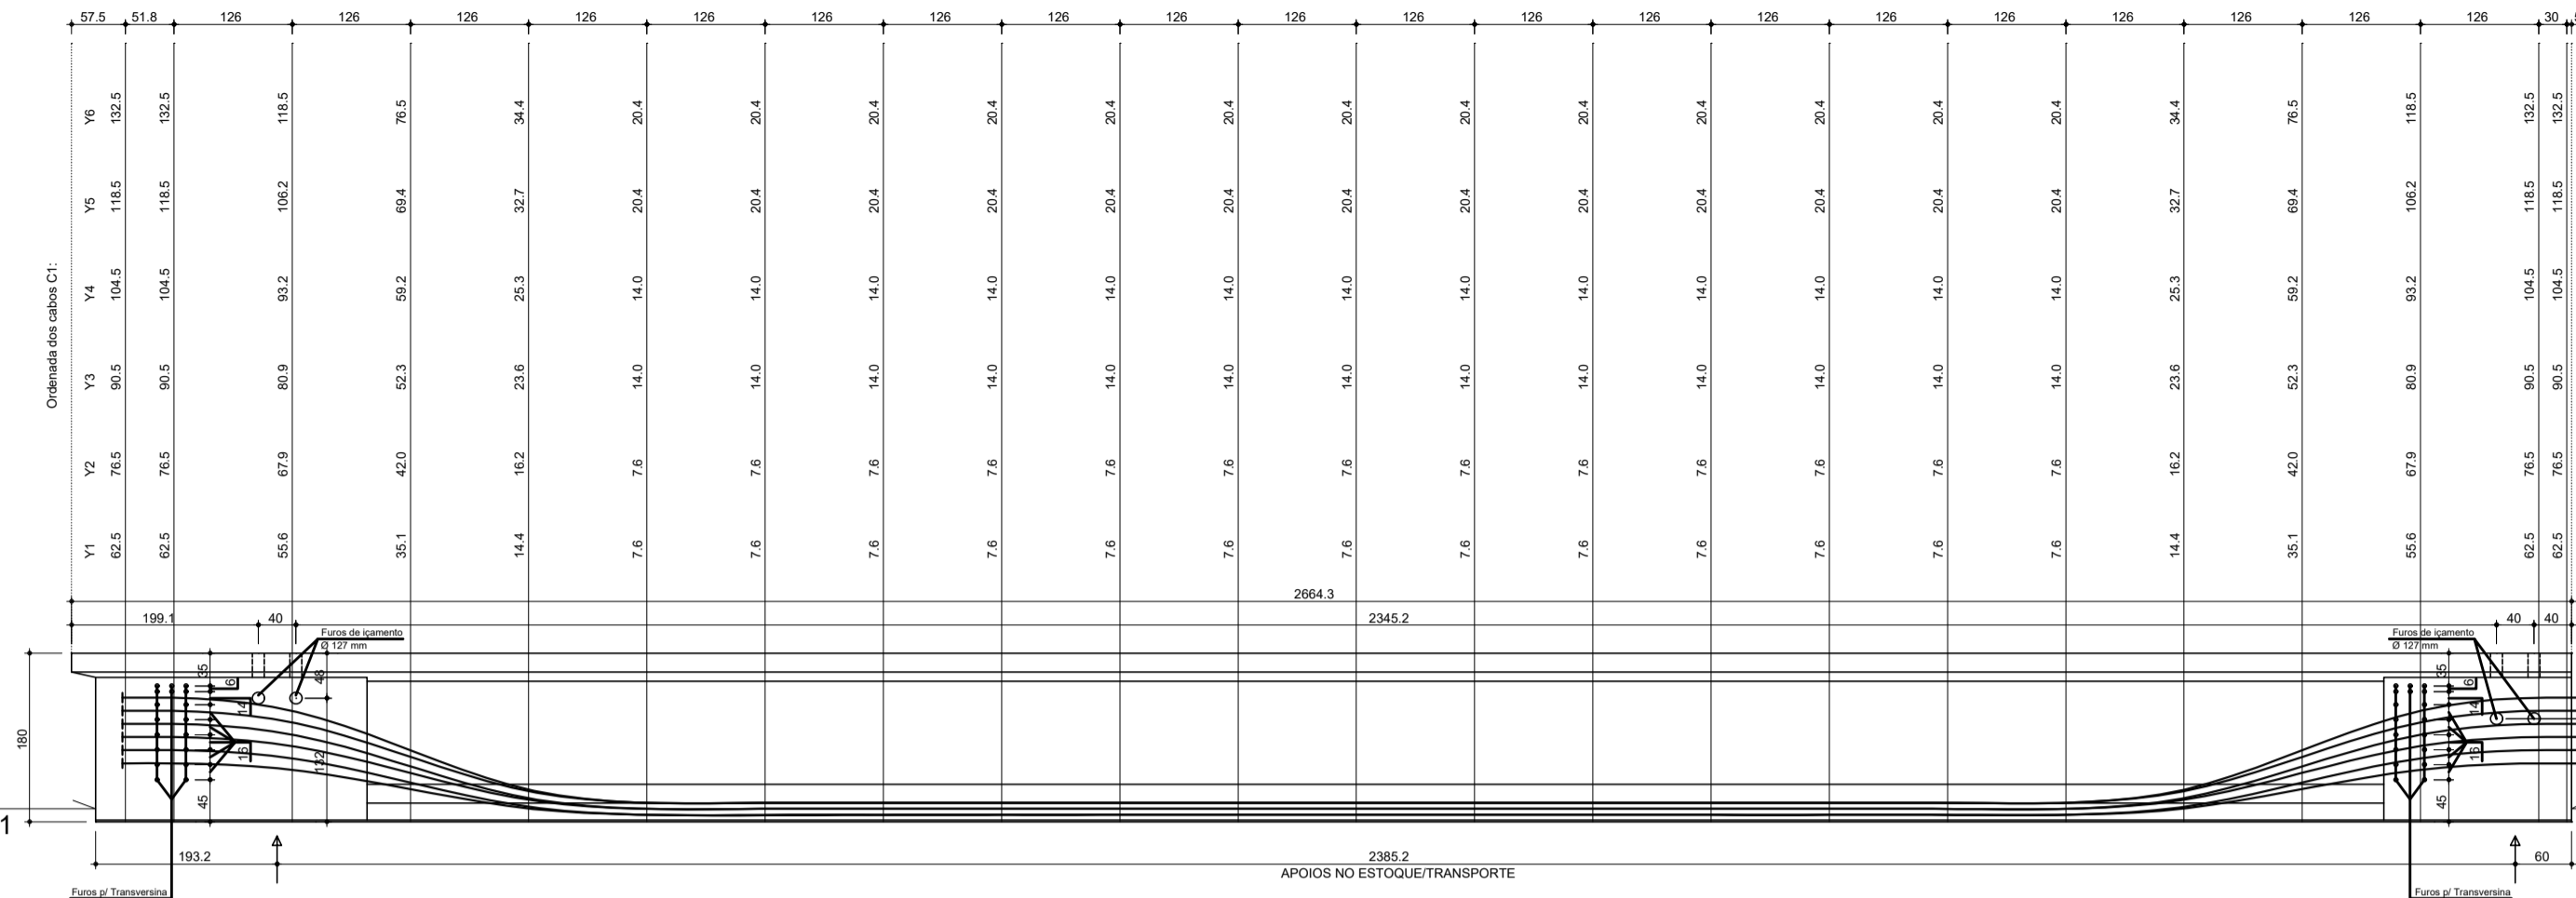 57.5 51.8 126 126 126 126 126 126 126 126 126 126 126 126 126 126 126 126 126 126 126 126 30
Ordenada dos cabos C1:
Y6 132.5 132.5 118.5 76.5 34.4 20.4 20.4 20.4 20.4 20.4 20.4 20.4 20.4 20.4 20.4 20.4 20.4 20.4 34.4 76.5 118.5 132.5 132.5
Y5 118.5 118.5 106.2 69.4 32.7 20.4 20.4 20.4 20.4 20.4 20.4 20.4 20.4 20.4 20.4 20.4 20.4 20.4 32.7 69.4 106.2 118.5 118.5
Y4 104.5 104.5 93.2 59.2 25.3 14.0 14.0 14.0 14.0 14.0 14.0 14.0 14.0 14.0 14.0 14.0 14.0 14.0 25.3 59.2 93.2 104.5 104.5
Y3 90.5 90.5 80.9 52.3 23.6 14.0 14.0 14.0 14.0 14.0 14.0 14.0 14.0 14.0 14.0 14.0 14.0 14.0 23.6 52.3 80.9 90.5 90.5
Y2 76.5 76.5 67.9 42.0 16.2 7.6 7.6 7.6 7.6 7.6 7.6 7.6 7.6 7.6 7.6 7.6 7.6 7.6 16.2 42.0 67.9 76.5 76.5
Y1 62.5 62.5 55.6 35.1 14.4 7.6 7.6 7.6 7.6 7.6 7.6 7.6 7.6 7.6 7.6 7.6 7.6 7.6 14.4 35.1 55.6 62.5 62.5
2664.3
199.1 40 2345.2 40 40
Furos de içamento
Ø 127 mm
Furos de içamento
Ø 127 mm
35 48 35
6 6
14 14
180 16 132 16
45 45
1
193.2 2385.2 60
APOIOS NO ESTOQUE/TRANSPORTE
Furos p/ Transversina Furos p/ Transversina